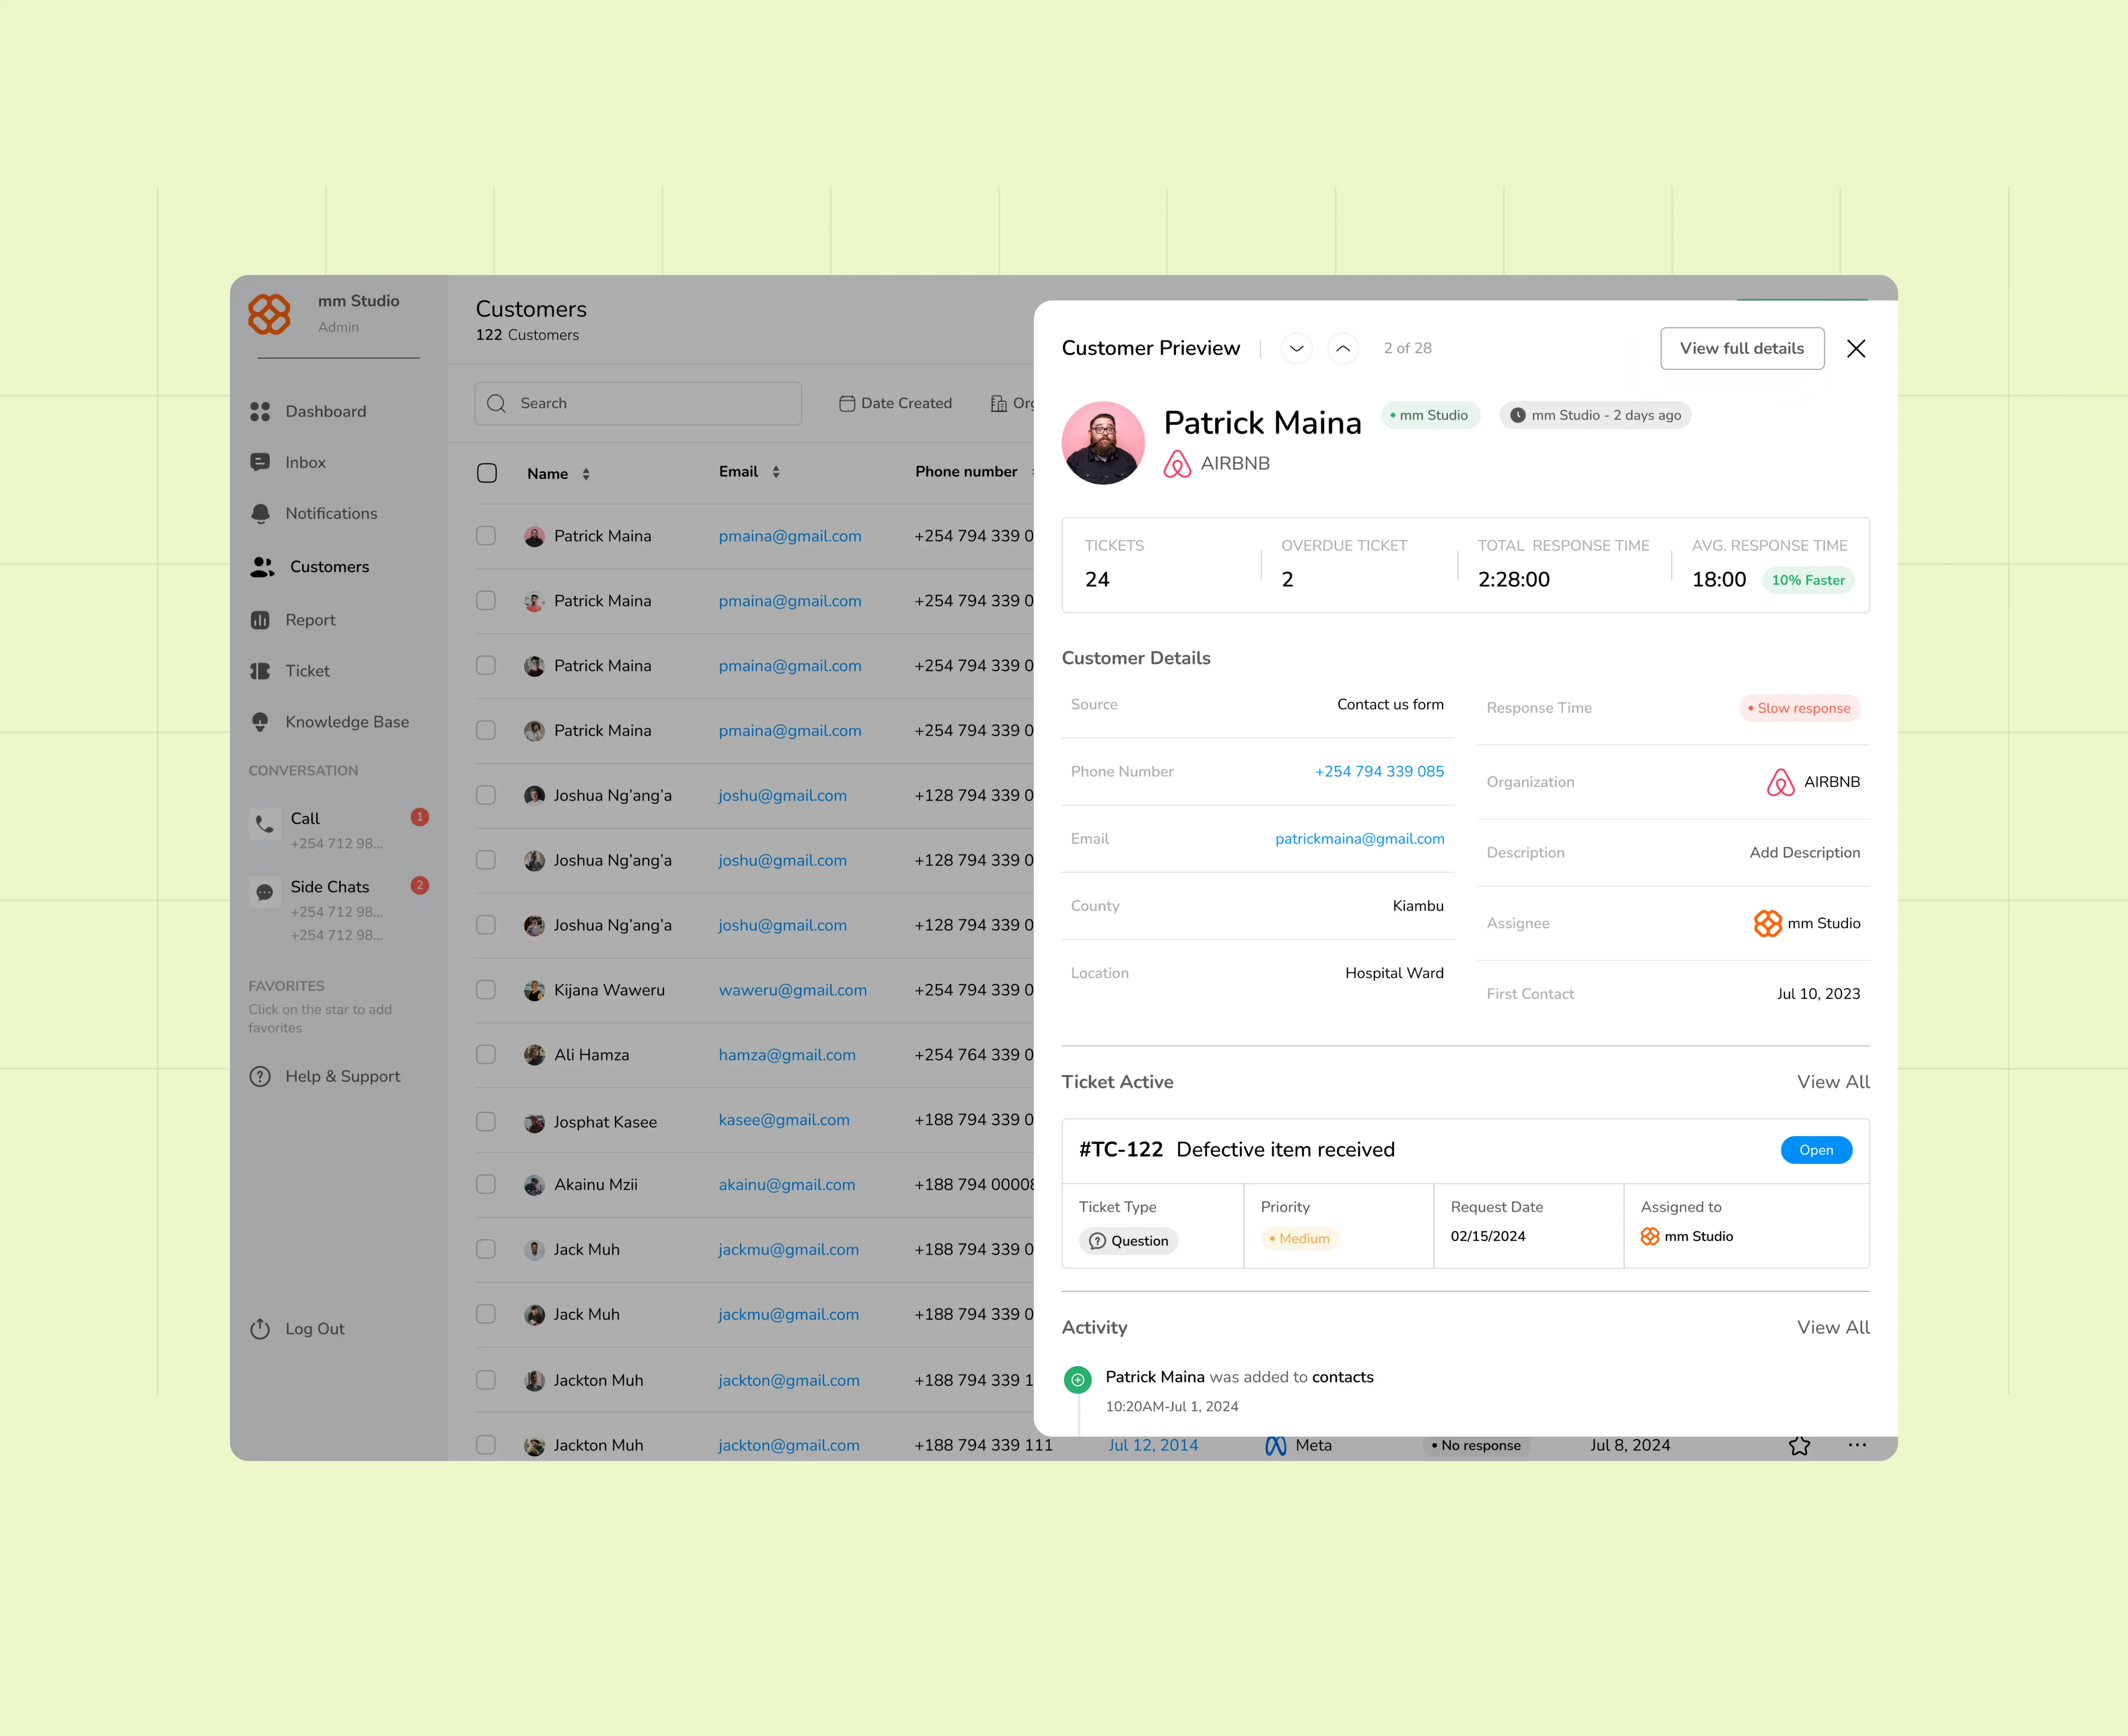 mm Studio
Admin
Dashboard
Inbox
Notifications
Customers
Report
Ticket
Knowledge Base
CONVERSATION
Call
1
+254 712 98...
Side Chats
2
+254 712 98...
+254 712 98...
FAVORITES
Click on the star to add
favorites
Help & Support
Log Out
Customers
122 Customers
Search
Date Created
Name
Email
Phone number
Patrick Maina pmaina@gmail.com +254 794 339 0
Patrick Maina pmaina@gmail.com +254 794 339 0
Patrick Maina pmaina@gmail.com +254 794 339 0
Patrick Maina pmaina@gmail.com +254 794 339 0
Joshua Ng’ang’a joshu@gmail.com +128 794 339 0
Joshua Ng’ang’a joshu@gmail.com +128 794 339 0
Joshua Ng’ang’a joshu@gmail.com +128 794 339 0
Kijana Waweru waweru@gmail.com +254 794 339 0
Ali Hamza hamza@gmail.com +254 764 339 0
Josphat Kasee kasee@gmail.com +188 794 339 0
Akainu Mzii akainu@gmail.com +188 794 00008
Jack Muh jackmu@gmail.com +188 794 339 0
Jack Muh jackmu@gmail.com +188 794 339 0
Jackton Muh jackton@gmail.com +188 794 339 1
Jackton Muh jackton@gmail.com +188 794 339 111 Jul 12, 2014 Meta • No response Jul 8, 2024
Customer Prieview
2 of 28
View full details
Patrick Maina
• mm Studio
mm Studio - 2 days ago
AIRBNB
TICKETS
24
OVERDUE TICKET
2
TOTAL RESPONSE TIME
2:28:00
AVG. RESPONSE TIME
18:00 10% Faster
Customer Details
Source Contact us form
Phone Number +254 794 339 085
Email patrickmaina@gmail.com
County Kiambu
Location Hospital Ward
Response Time • Slow response
Organization AIRBNB
Description Add Description
Assignee mm Studio
First Contact Jul 10, 2023
Ticket Active View All
#TC-122 Defective item received Open
Ticket Type
Question
Priority
• Medium
Request Date
02/15/2024
Assigned to
mm Studio
Activity View All
Patrick Maina was added to contacts
10:20AM-Jul 1, 2024